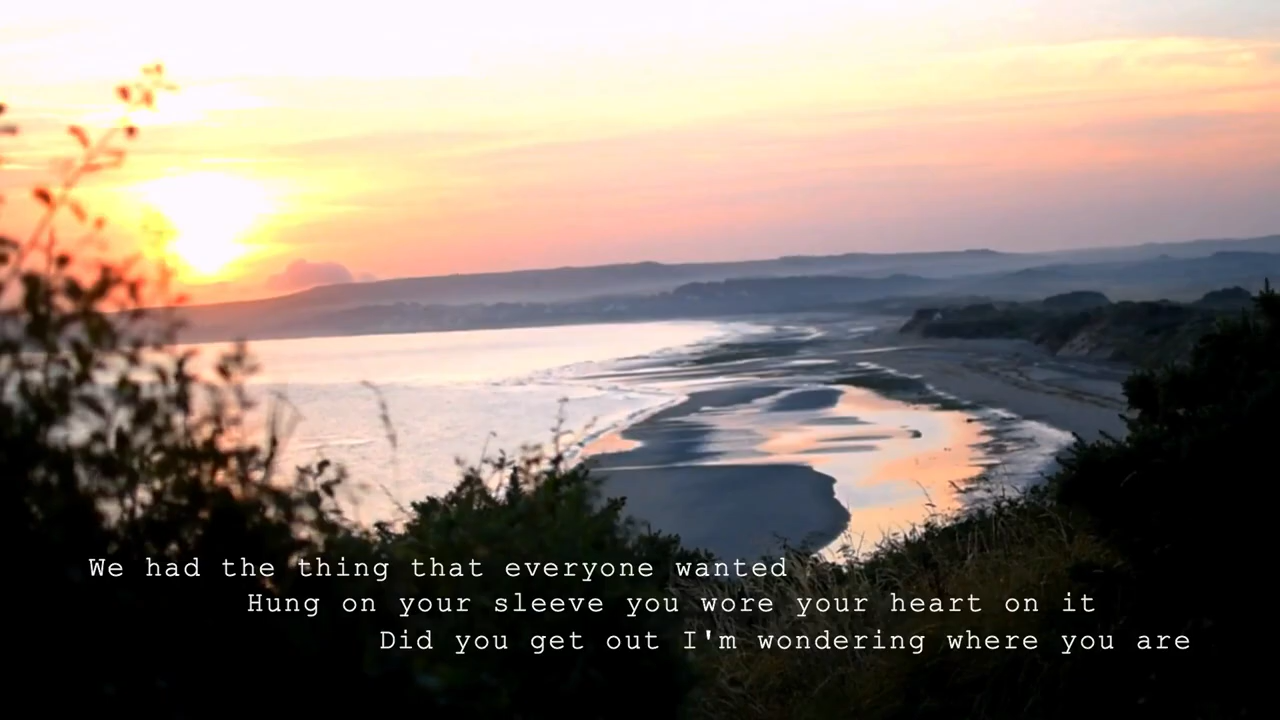 We had the thing that everyone wanted
Hung on your sleeve you wore your heart on it
Did you get out I'm wondering where you are